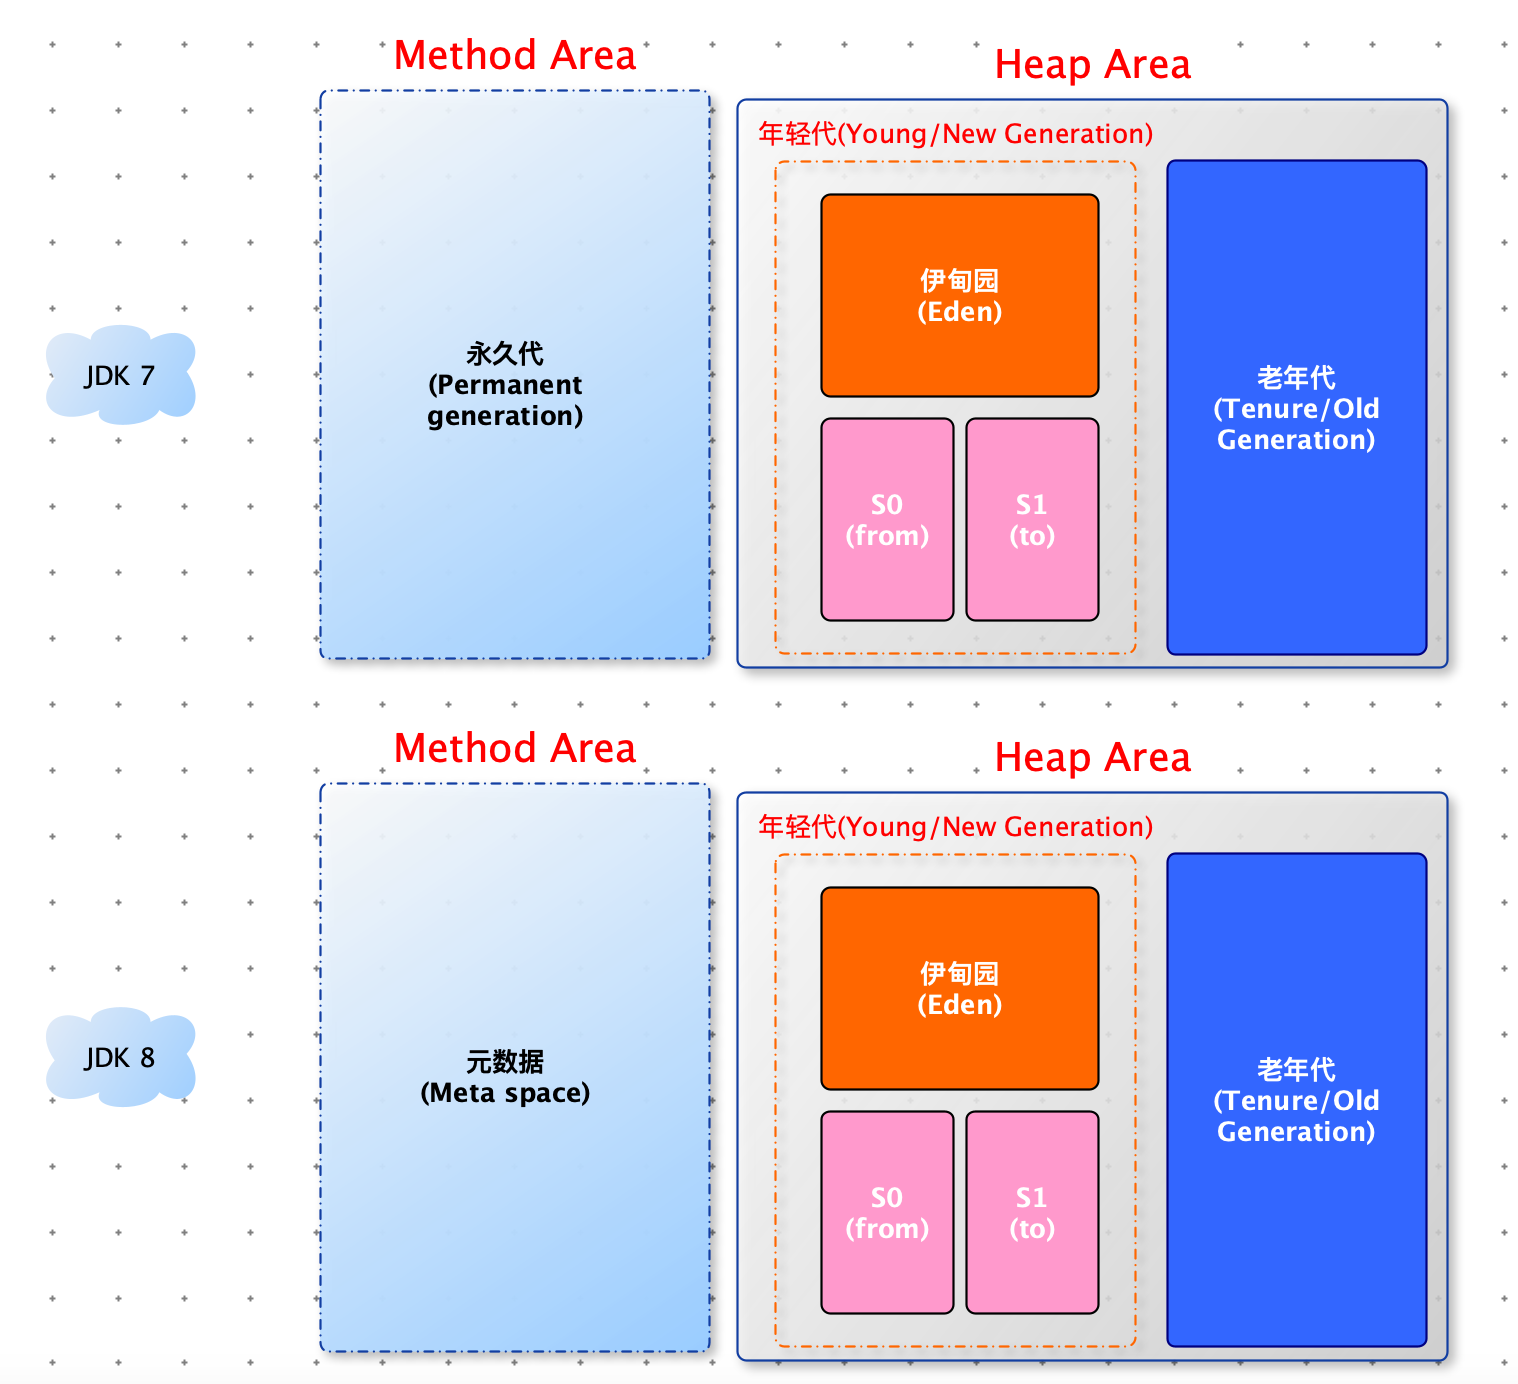 Method Area
Heap Area
年轻代(Young/New Generation)
伊甸园
(Eden)
JDK 7
永久代
(Permanent
generation)
老年代
(Tenure/Old
Generation)
S0
(from)
S1
(to)
Method Area
Heap Area
年轻代(Young/New Generation)
伊甸园
(Eden)
JDK 8
元数据
(Meta space)
老年代
(Tenure/Old
Generation)
S0
(from)
S1
(to)